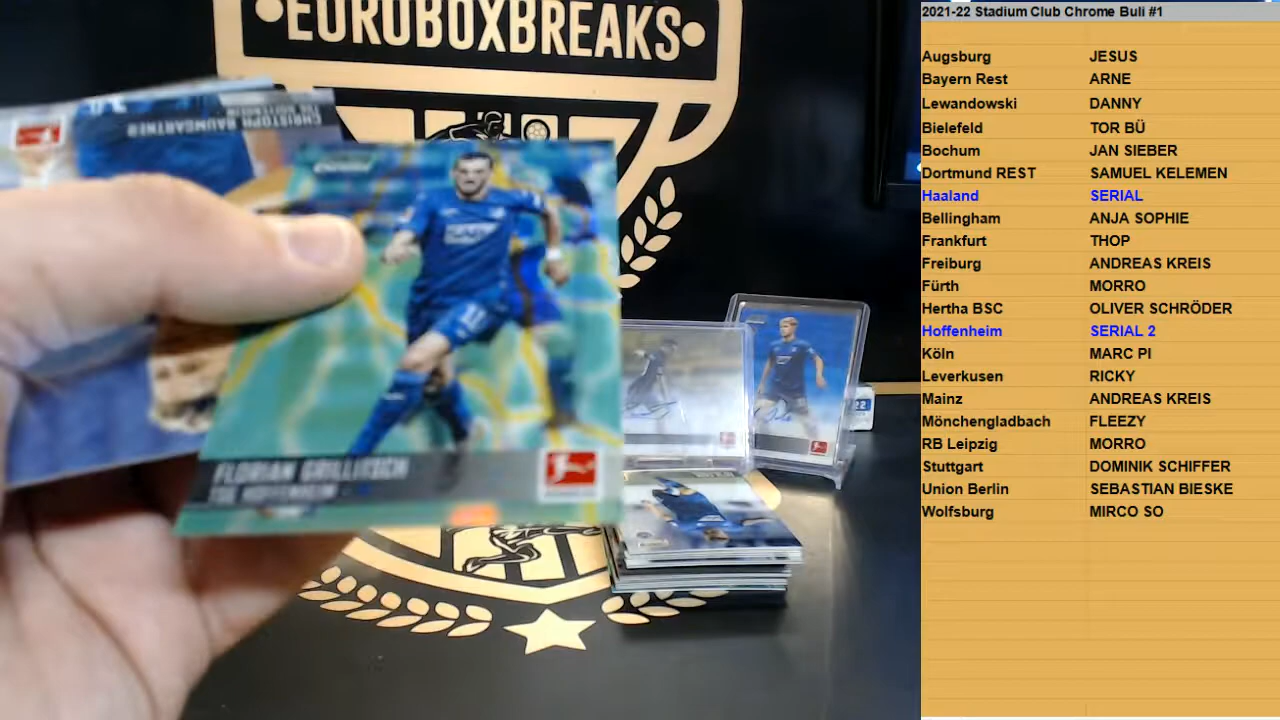 •EUROBOXBREAKS•
CHRISTOPH BAUMGARTNER
TSG HOFFENHEIM
FLORIAN GRILLITSCH
TSG HOFFENHEIM
22
2021-22 Stadium Club Chrome Buli #1
Augsburg JESUS
Bayern Rest ARNE
Lewandowski DANNY
Bielefeld TOR BÜ
Bochum JAN SIEBER
Dortmund REST SAMUEL KELEMEN
Haaland SERIAL
Bellingham ANJA SOPHIE
Frankfurt THOP
Freiburg ANDREAS KREIS
Fürth MORRO
Hertha BSC OLIVER SCHRÖDER
Hoffenheim SERIAL 2
Köln MARC PI
Leverkusen RICKY
Mainz ANDREAS KREIS
Mönchengladbach FLEEZY
RB Leipzig MORRO
Stuttgart DOMINIK SCHIFFER
Union Berlin SEBASTIAN BIESKE
Wolfsburg MIRCO SO